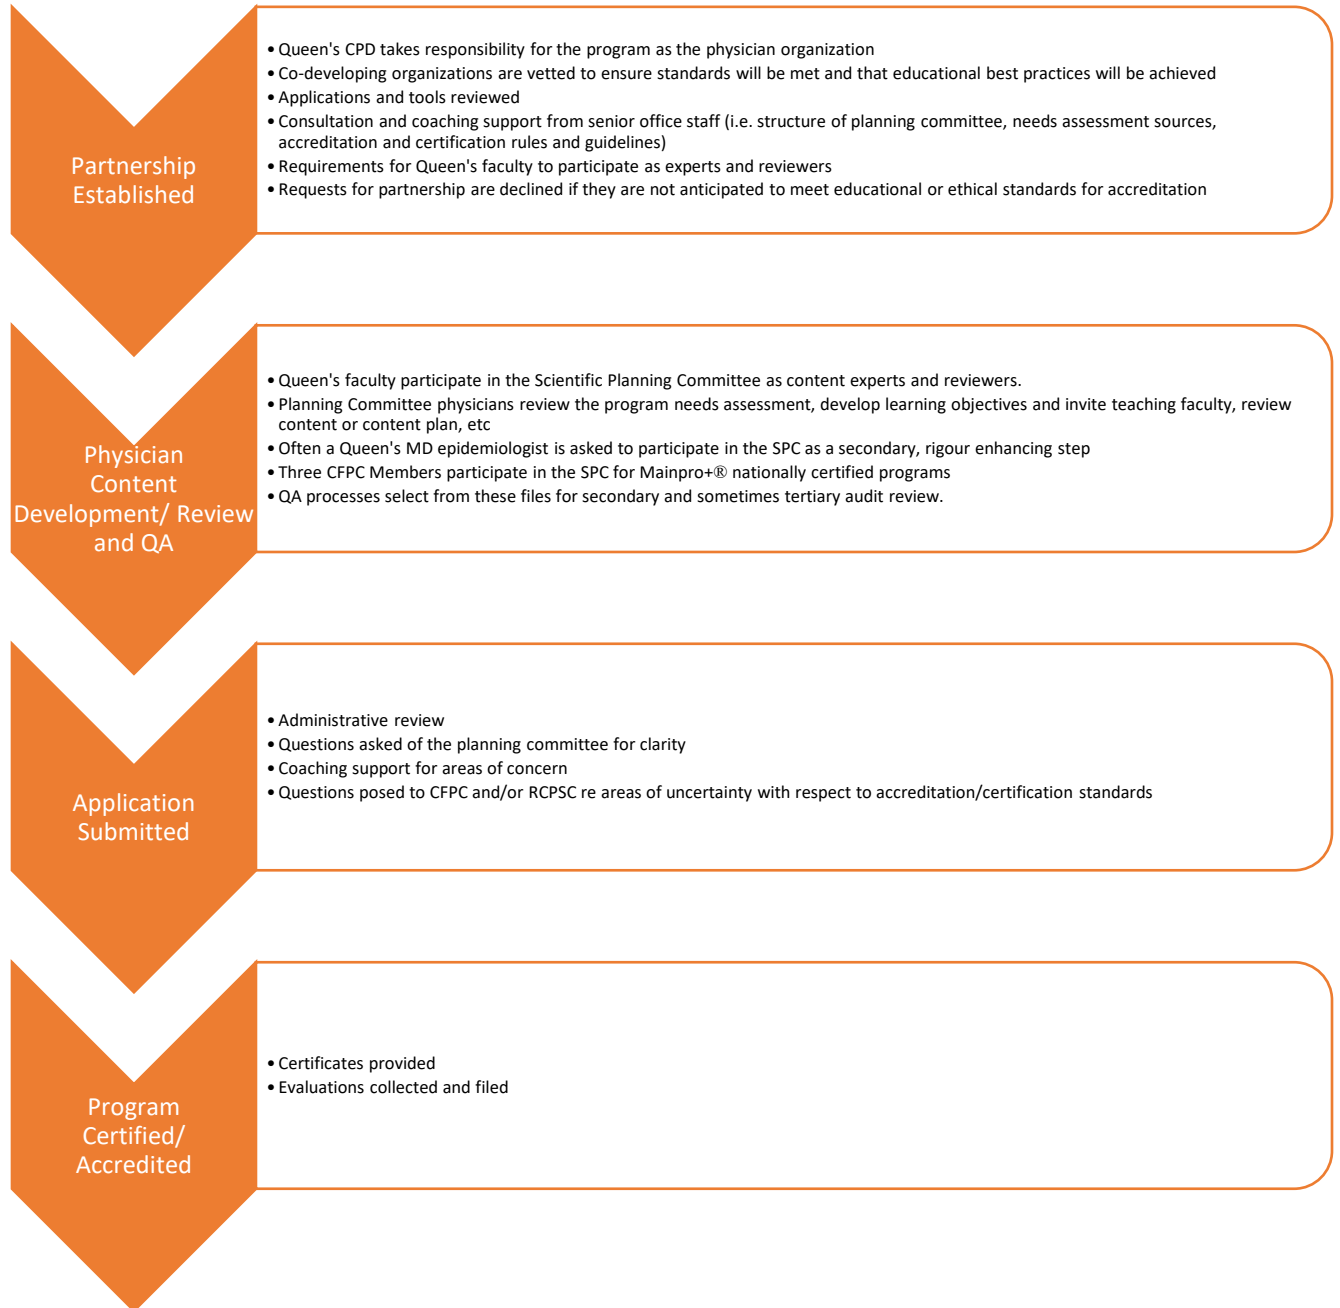 Partnership
Established
• Queen's CPD takes responsibility for the program as the physician organization
• Co-developing organizations are vetted to ensure standards will be met and that educational best practices will be achieved
• Applications and tools reviewed
• Consultation and coaching support from senior office staff (i.e. structure of planning committee, needs assessment sources,
accreditation and certification rules and guidelines)
• Requirements for Queen's faculty to participate as experts and reviewers
• Requests for partnership are declined if they are not anticipated to meet educational or ethical standards for accreditation
Physician
Content
Development/ Review
and QA
• Queen's faculty participate in the Scientific Planning Committee as content experts and reviewers.
• Planning Committee physicians review the program needs assessment, develop learning objectives and invite teaching faculty, review
content or content plan, etc
• Often a Queen's MD epidemiologist is asked to participate in the SPC as a secondary, rigour enhancing step
• Three CFPC Members participate in the SPC for Mainpro+® nationally certified programs
• QA processes select from these files for secondary and sometimes tertiary audit review.
Application
Submitted
• Administrative review
• Questions asked of the planning committee for clarity
• Coaching support for areas of concern
• Questions posed to CFPC and/or RCPSC re areas of uncertainty with respect to accreditation/certification standards
Program
Certified/
Accredited
• Certificates provided
• Evaluations collected and filed